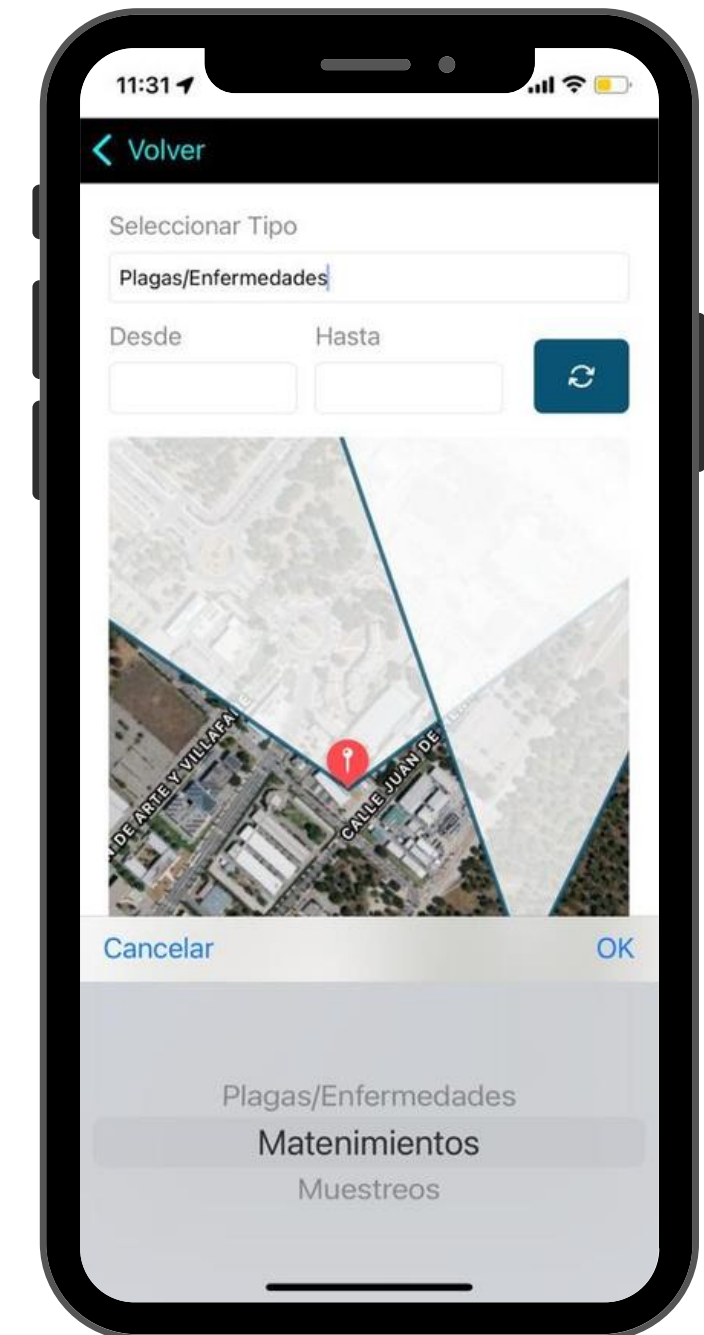 11:31
Volver
Seleccionar Tipo
Plagas/Enfermedades
Desde Hasta
DE ARTE Y VILLAFA
CALLE JUAN DE
Cancelar OK
Plagas/Enfermedades
Matenimientos
Muestreos